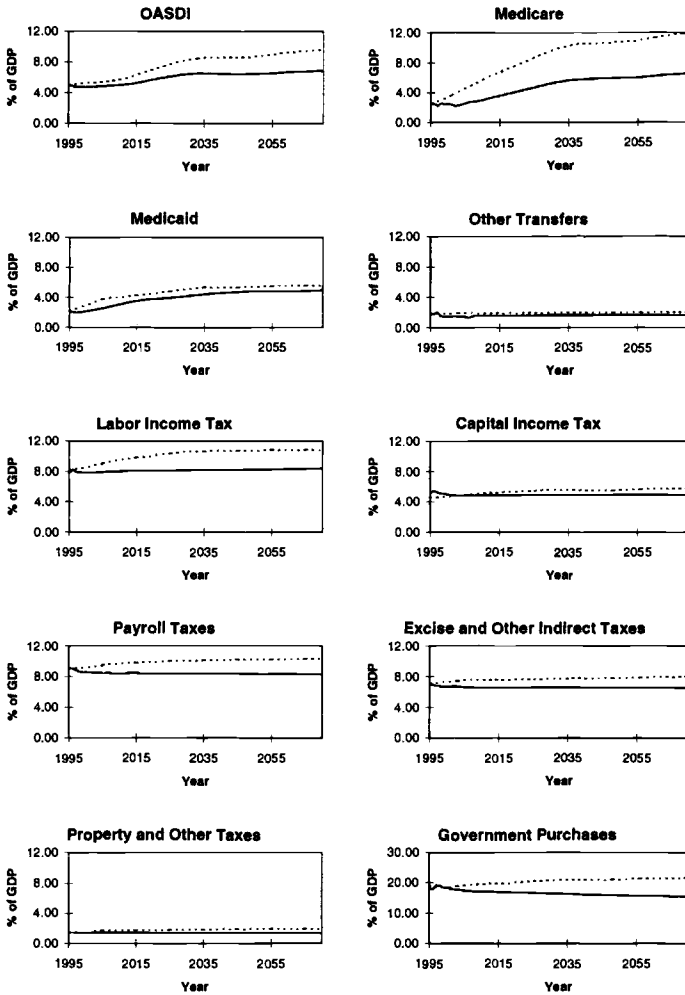 OASDI
12.00
8.00
4.00
0.00
% of GDP
1995 2015 2035 2055
Year
Medicare
12.00
8.00
4.00
0.00
% of GDP
1995 2015 2035 2055
Year
Medicaid
12.00
8.00
4.00
0.00
% of GDP
1995 2015 2035 2055
Year
Other Transfers
12.00
8.00
4.00
0.00
% of GDP
1995 2015 2035 2055
Year
Labor Income Tax
12.00
8.00
4.00
0.00
% of GDP
1995 2015 2035 2055
Year
Capital Income Tax
12.00
8.00
4.00
0.00
% of GDP
1995 2015 2035 2055
Year
Payroll Taxes
12.00
8.00
4.00
0.00
% of GDP
1995 2015 2035 2055
Year
Excise and Other Indirect Taxes
12.00
8.00
4.00
0.00
% of GDP
1995 2015 2035 2055
Year
Property and Other Taxes
12.00
8.00
4.00
0.00
% of GDP
1995 2015 2035 2055
Year
Government Purchases
30.00
20.00
10.00
0.00
% of GDP
1995 2015 2035 2055
Year